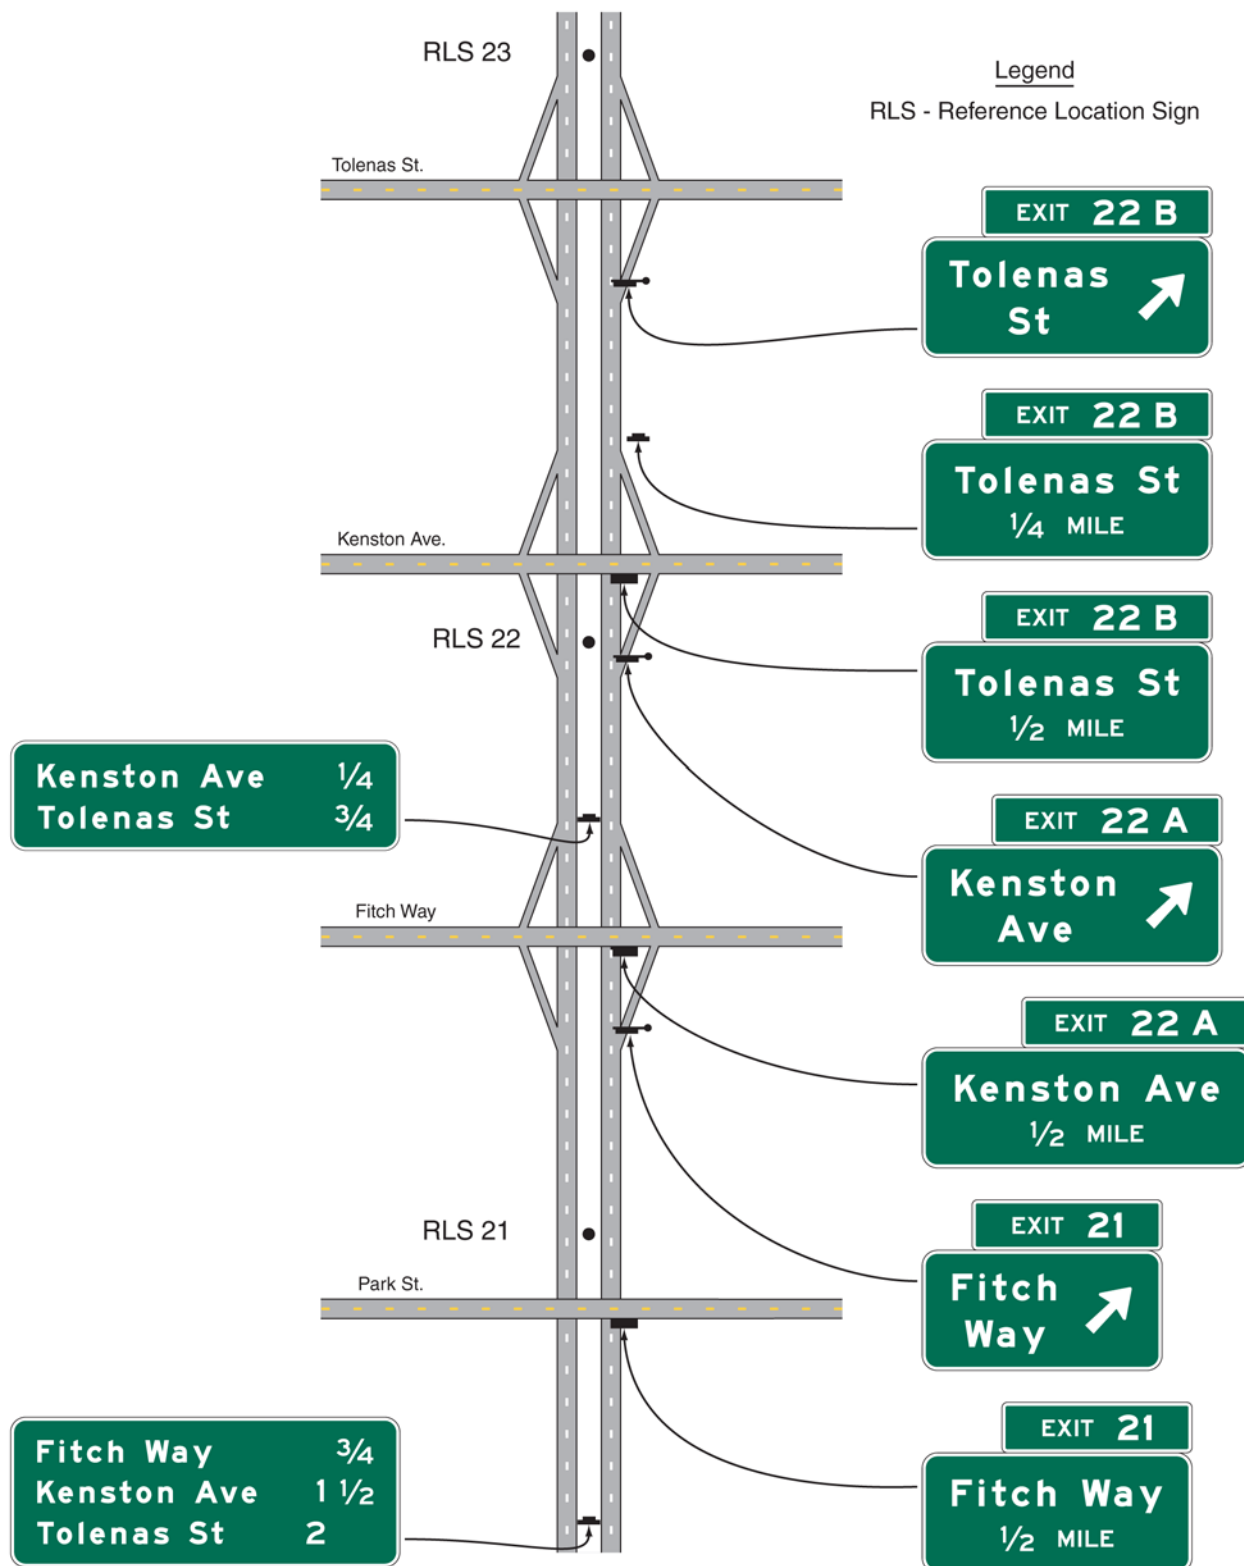 RLS 23
Legend
RLS - Reference Location Sign
Tolenas St.
EXIT 22 B
Tolenas
St
EXIT 22 B
Tolenas St
1/4 MILE
Kenston Ave.
EXIT 22 B
Tolenas St
1/2 MILE
RLS 22
Kenston Ave 1/4
Tolenas St 3/4
EXIT 22 A
Kenston
Ave
Fitch Way
EXIT 22 A
Kenston Ave
1/2 MILE
RLS 21
EXIT 21
Fitch
Way
Park St.
Fitch Way 3/4
Kenston Ave 1 1/2
Tolenas St 2
EXIT 21
Fitch Way
1/2 MILE